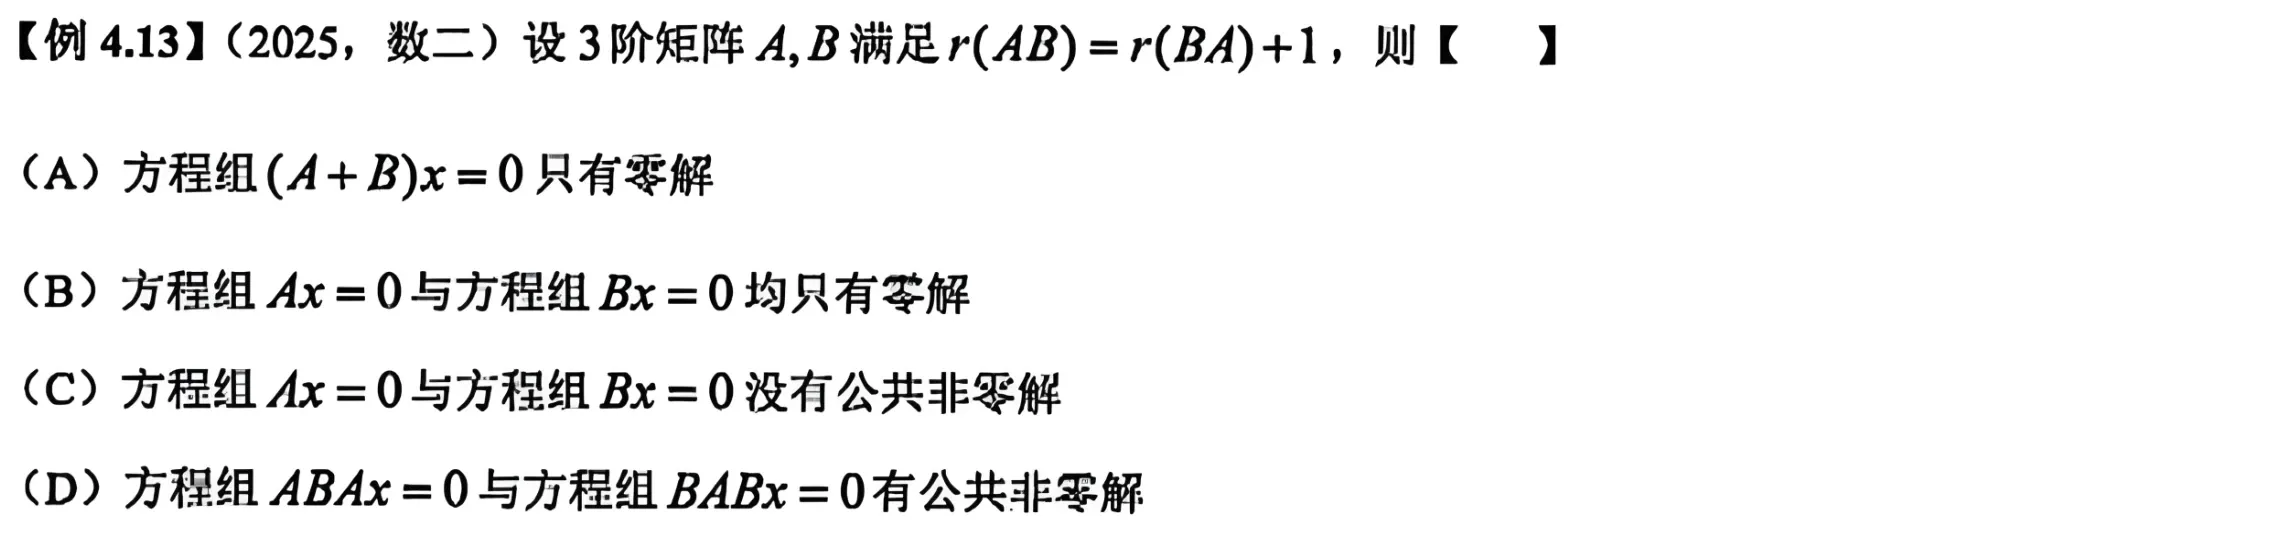 【例 4.13】（2025，数二）设 3 阶矩阵 A, B 满足 r(AB) = r(BA)+1，则【 】
（A）方程组 (A+B)x = 0 只有零解
（B）方程组 Ax = 0 与方程组 Bx = 0 均只有零解
（C）方程组 Ax = 0 与方程组 Bx = 0 没有公共非零解
（D）方程组 ABAx = 0 与方程组 BABx = 0 有公共非零解